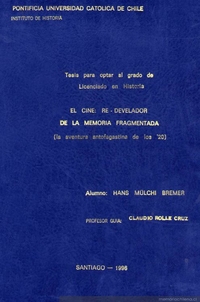 PONTIFICIA UNIVERSIDAD CATOLICA DE CHILE
INSTITUTO DE HISTORIA
Tesis para optar al grado de
Licenciado en Historia
EL CINE: RE-DEVELADOR
DE LA MEMORIA FRAGMENTADA
(la aventura antofagastina de los '20)
Alumno: HANS MÜLCHI BREMER
PROFESOR GUIA: CLAUDIO ROLLE CRUZ
SANTIAGO — 1996